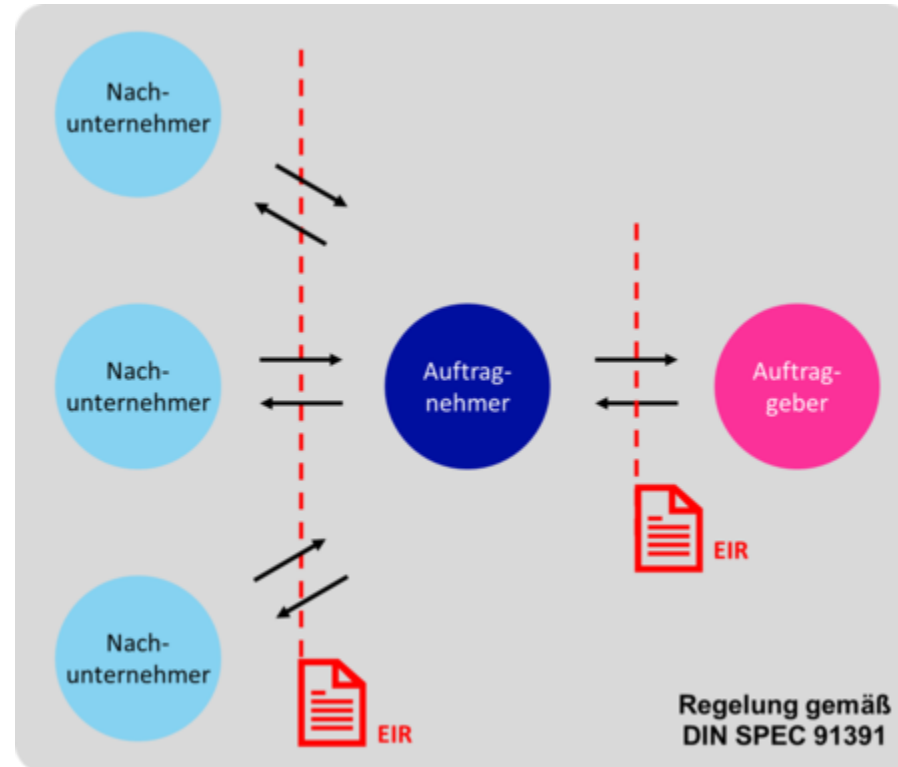 Nach-
unternehmer
Nach-
unternehmer
Auftrag-
nehmer
Auftrag-
geber
EIR
Nach-
unternehmer
EIR
Regelung gemäß
DIN SPEC 91391